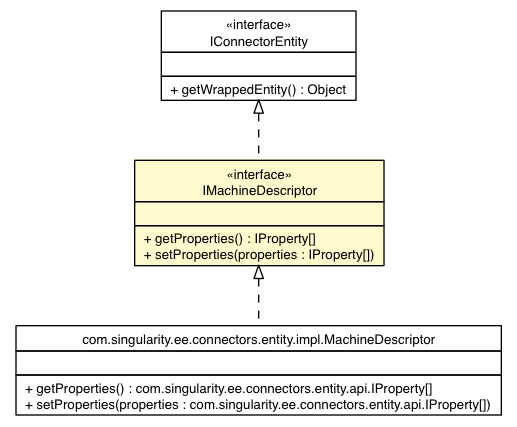 «interface»
IConnectorEntity
+ getWrappedEntity() : Object
«interface»
IMachineDescriptor
+ getProperties() : IProperty[]
+ setProperties(properties : IProperty[])
com.singularity.ee.connectors.entity.impl.MachineDescriptor
+ getProperties() : com.singularity.ee.connectors.entity.api.IProperty[]
+ setProperties(properties : com.singularity.ee.connectors.entity.api.IProperty[])